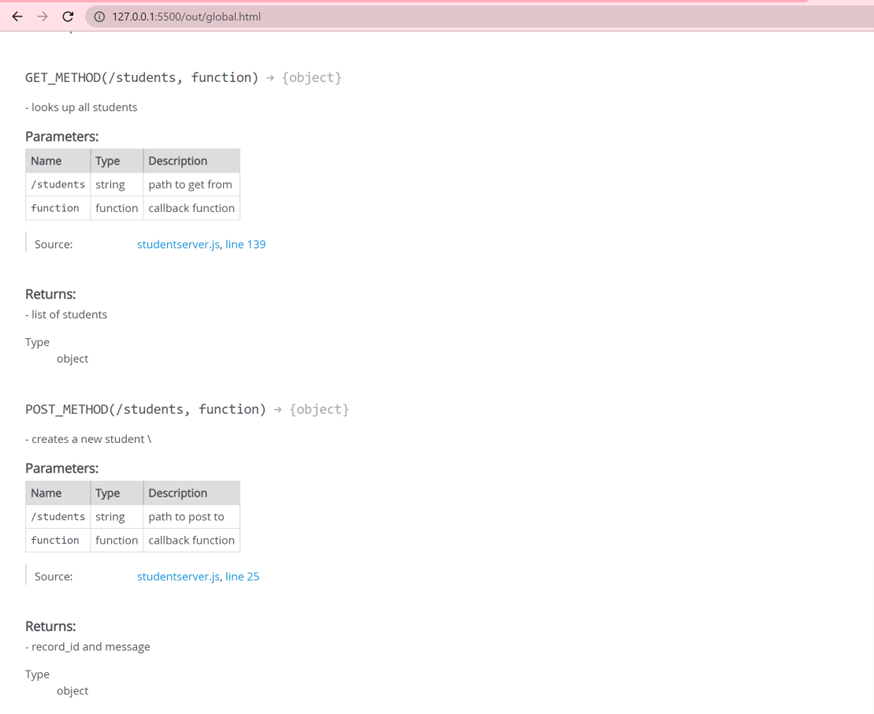 127.0.0.1:5500/out/global.html
GET_METHOD(/students, function) → {object}
- looks up all students
Parameters:
Name Type Description
/students string path to get from
function function callback function
Source: studentserver.js, line 139
Returns:
- list of students
Type
object
POST_METHOD(/students, function) → {object}
- creates a new student \
Parameters:
Name Type Description
/students string path to post to
function function callback function
Source: studentserver.js, line 25
Returns:
- record_id and message
Type
object